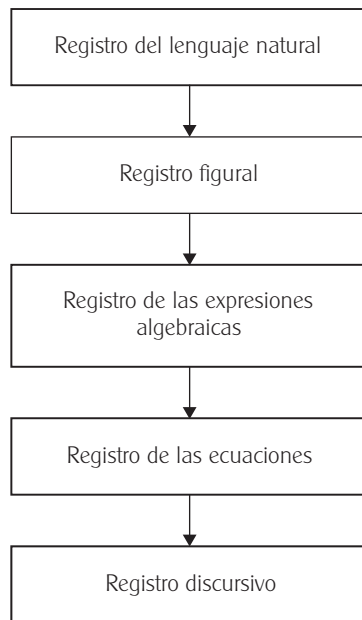 Registro del lenguaje natural
Registro figural
Registro de las expresiones
algebraicas
Registro de las ecuaciones
Registro discursivo